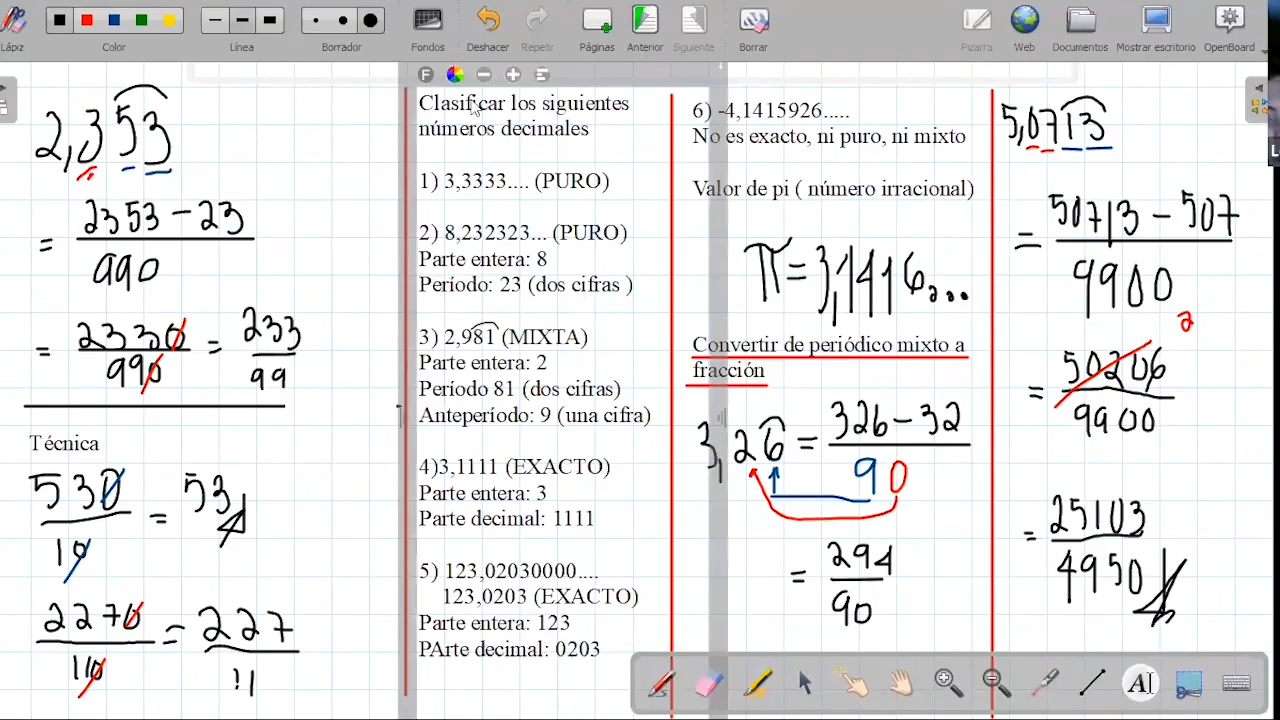 Lápiz
Color
Línea
Borrador
Fondos
Deshacer
Repetir
Páginas
Anterior
Siguiente
Borrar
Pizarra
Web
Documentos
Mostrar escritorio
OpenBoard
2,353
= 2353 - 23
990
= 2330 = 233
990 99
Técnica
530 = 53
10
2270 = 227
110 11
Clasificar los siguientes
números decimales
1) 3,3333.... (PURO)
2) 8,232323... (PURO)
Parte entera: 8
Período: 23 (dos cifras )
3) 2,981 (MIXTA)
Parte entera: 2
Período 81 (dos cifras)
Anteperíodo: 9 (una cifra)
4)3,1111 (EXACTO)
Parte entera: 3
Parte decimal: 1111
5) 123,02030000....
123,0203 (EXACTO)
Parte entera: 123
PArte decimal: 0203
6) -4,1415926.....
No es exacto, ni puro, ni mixto
Valor de pi ( número irracional)
π = 3,1416...
Convertir de periódico mixto a
fracción
3,26 = 326 - 32
90
= 294
90
5,0713
= 50713 - 507
9900
2
= 50206
9900
= 25103
4950
L